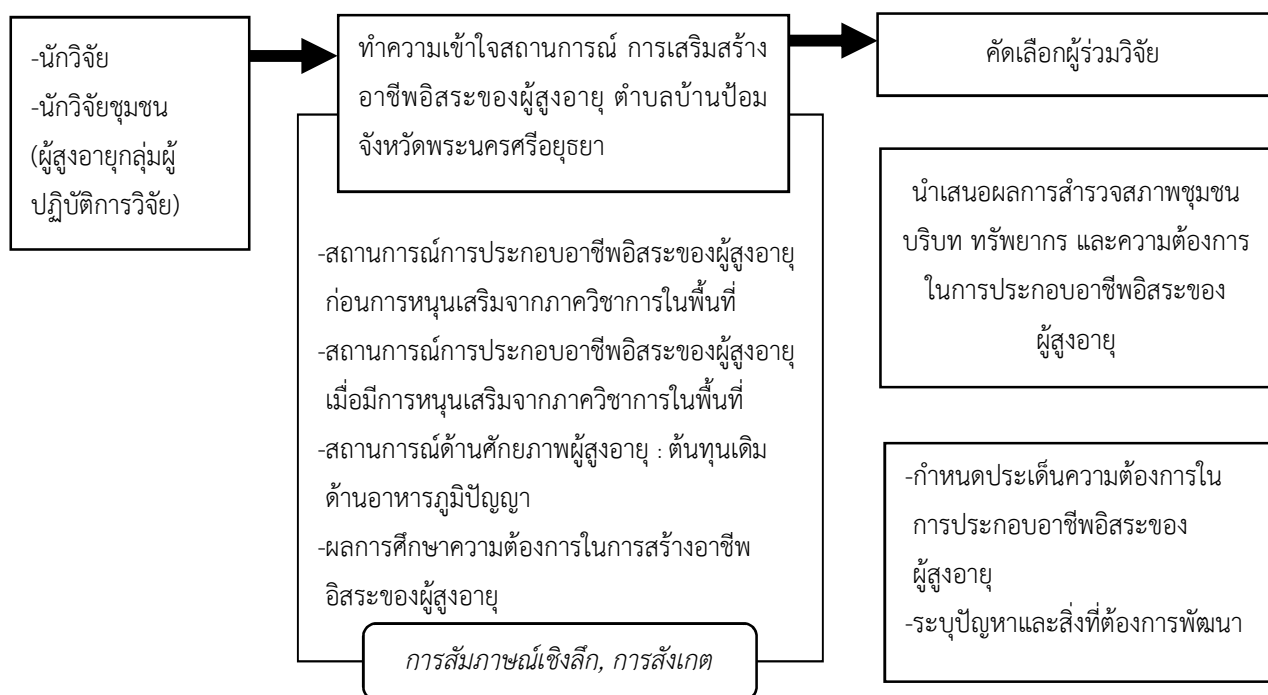 -นักวิจัย
-นักวิจัยชุมชน
(ผู้สูงอายุกลุ่มผู้
ปฏิบัติการวิจัย)
ทำความเข้าใจสถานการณ์ การเสริมสร้าง
อาชีพอิสระของผู้สูงอายุ ตำบลบ้านป้อม
จังหวัดพระนครศรีอยุธยา
-สถานการณ์การประกอบอาชีพอิสระของผู้สูงอายุ
ก่อนการหนุนเสริมจากภาควิชาการในพื้นที่
-สถานการณ์การประกอบอาชีพอิสระของผู้สูงอายุ
เมื่อมีการหนุนเสริมจากภาควิชาการในพื้นที่
-สถานการณ์ด้านศักยภาพผู้สูงอายุ : ต้นทุนเดิม
ด้านอาหารภูมิปัญญา
-ผลการศึกษาความต้องการในการสร้างอาชีพ
อิสระของผู้สูงอายุ
การสัมภาษณ์เชิงลึก, การสังเกต
คัดเลือกผู้ร่วมวิจัย
นำเสนอผลการสำรวจสภาพชุมชน
บริบท ทรัพยากร และความต้องการ
ในการประกอบอาชีพอิสระของ
ผู้สูงอายุ
-กำหนดประเด็นความต้องการใน
การประกอบอาชีพอิสระของ
ผู้สูงอายุ
-ระบุปัญหาและสิ่งที่ต้องการพัฒนา